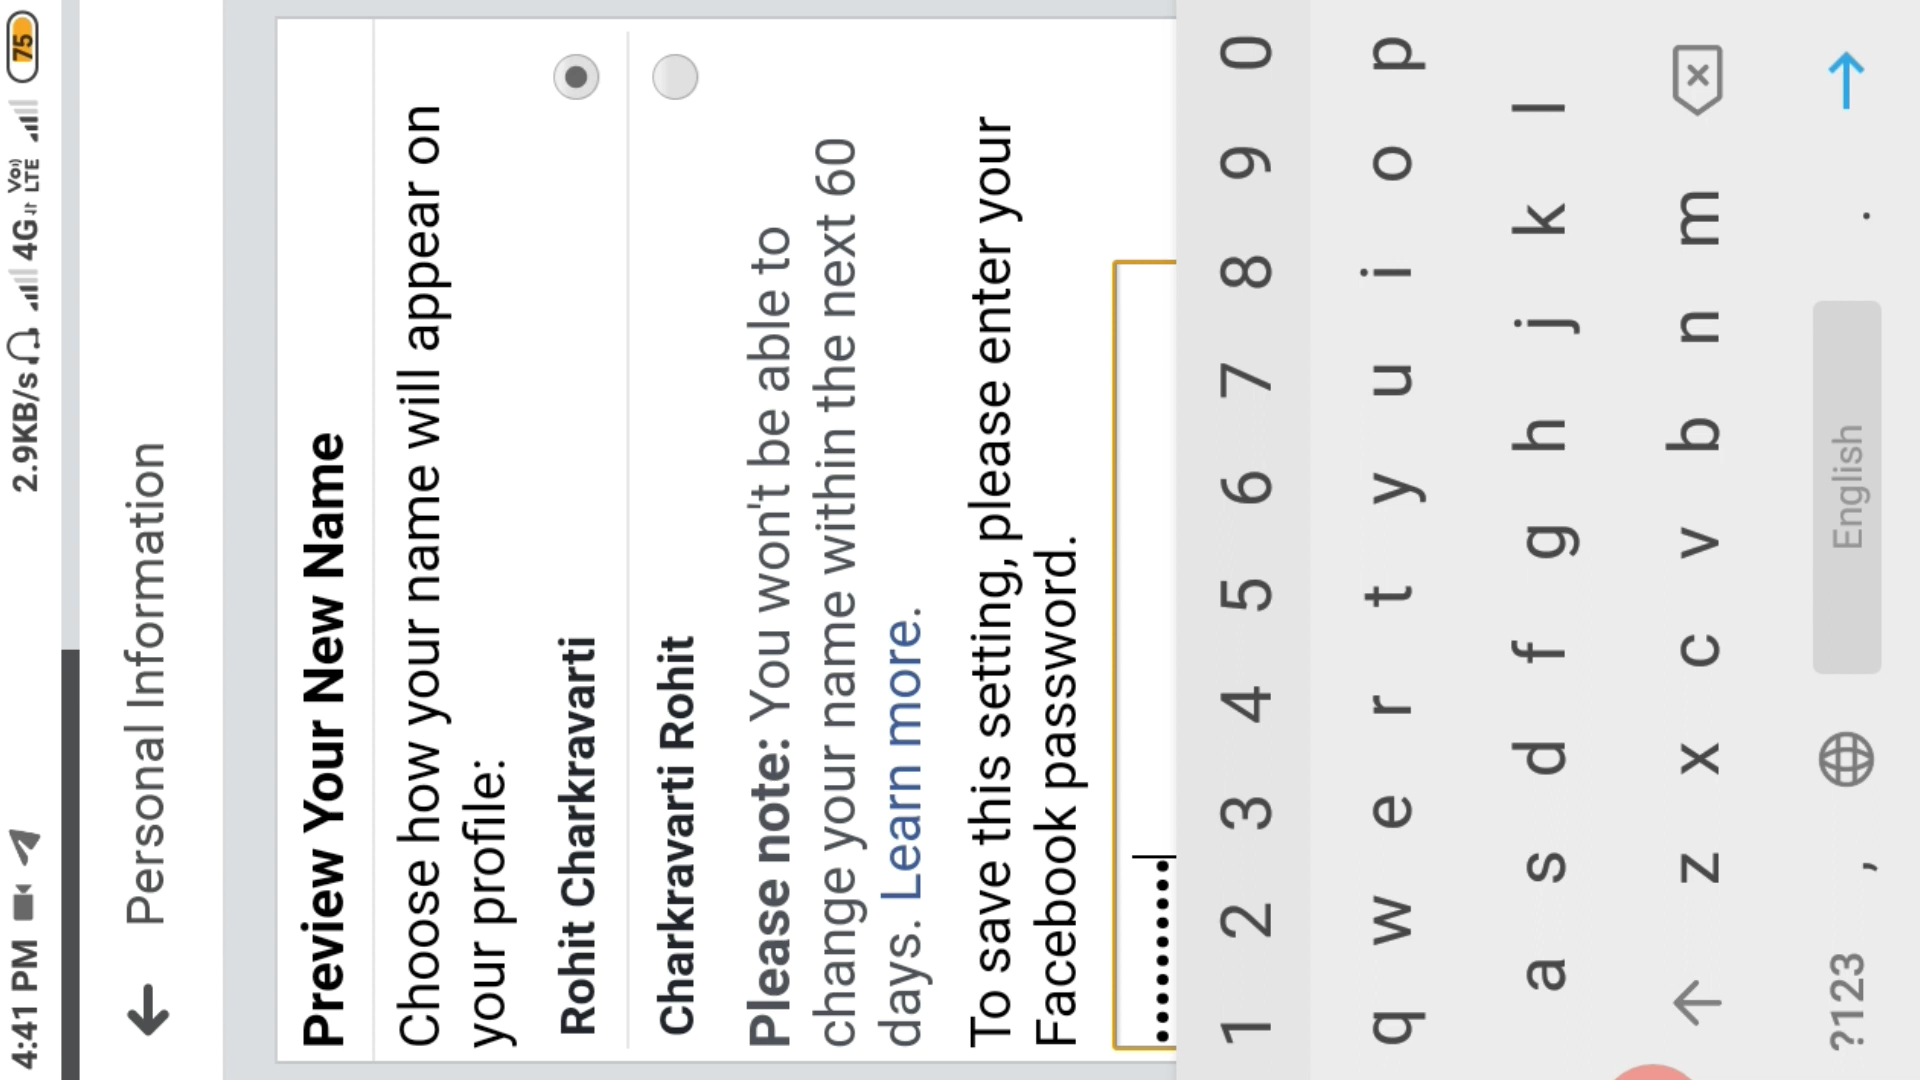 4:41 PM 2.9KB/s 4G Vo)) LTE 75
Personal Information
Preview Your New Name
Choose how your name will appear on
your profile:
Rohit Charkravarti
Charkravarti Rohit
Please note: You won't be able to
change your name within the next 60
days. Learn more.
To save this setting, please enter your
Facebook password.
••••••••••
1 2 3 4 5 6 7 8 9 0
q w e r t y u i o p
a s d f g h j k l
z x c v b n m
?123 , English .